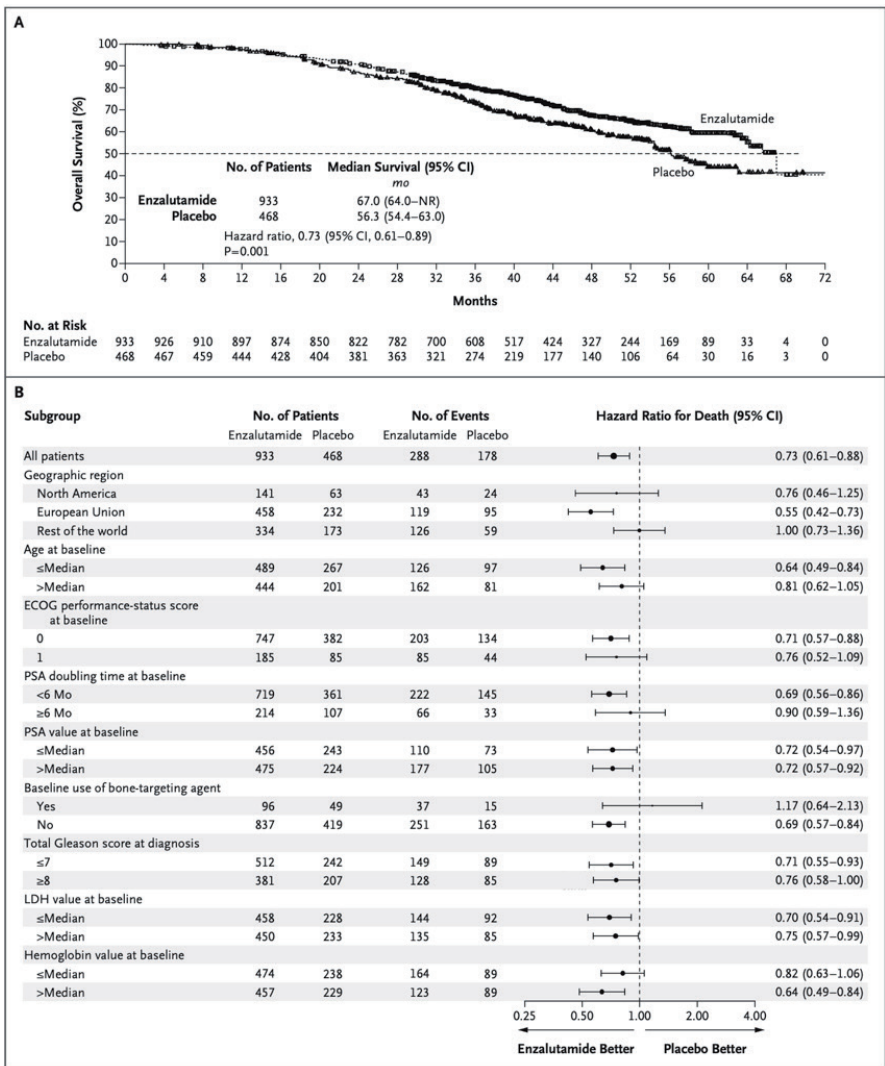 A
Overall Survival (%)
100
90
80
70
60
50
40
30
20
10
0
Enzalutamide
Placebo
No. of Patients Median Survival (95% CI)
mo
Enzalutamide 933 67.0 (64.0–NR)
Placebo 468 56.3 (54.4–63.0)
Hazard ratio, 0.73 (95% CI, 0.61–0.89)
P=0.001
0 4 8 12 16 20 24 28 32 36 40 44 48 52 56 60 64 68 72
Months
No. at Risk
Enzalutamide 933 926 910 897 874 850 822 782 700 608 517 424 327 244 169 89 33 4 0
Placebo 468 467 459 444 428 404 381 363 321 274 219 177 140 106 64 30 16 3 0
B
Subgroup No. of Patients No. of Events Hazard Ratio for Death (95% CI)
Enzalutamide Placebo Enzalutamide Placebo
All patients 933 468 288 178 0.73 (0.61–0.88)
Geographic region
North America 141 63 43 24 0.76 (0.46–1.25)
European Union 458 232 119 95 0.55 (0.42–0.73)
Rest of the world 334 173 126 59 1.00 (0.73–1.36)
Age at baseline
≤Median 489 267 126 97 0.64 (0.49–0.84)
>Median 444 201 162 81 0.81 (0.62–1.05)
ECOG performance-status score
at baseline
0 747 382 203 134 0.71 (0.57–0.88)
1 185 85 85 44 0.76 (0.52–1.09)
PSA doubling time at baseline
<6 Mo 719 361 222 145 0.69 (0.56–0.86)
≥6 Mo 214 107 66 33 0.90 (0.59–1.36)
PSA value at baseline
≤Median 456 243 110 73 0.72 (0.54–0.97)
>Median 475 224 177 105 0.72 (0.57–0.92)
Baseline use of bone-targeting agent
Yes 96 49 37 15 1.17 (0.64–2.13)
No 837 419 251 163 0.69 (0.57–0.84)
Total Gleason score at diagnosis
≤7 512 242 149 89 0.71 (0.55–0.93)
≥8 381 207 128 85 0.76 (0.58–1.00)
LDH value at baseline
≤Median 458 228 144 92 0.70 (0.54–0.91)
>Median 450 233 135 85 0.75 (0.57–0.99)
Hemoglobin value at baseline
≤Median 474 238 164 89 0.82 (0.63–1.06)
>Median 457 229 123 89 0.64 (0.49–0.84)
0.25 0.50 1.00 2.00 4.00
Enzalutamide Better Placebo Better